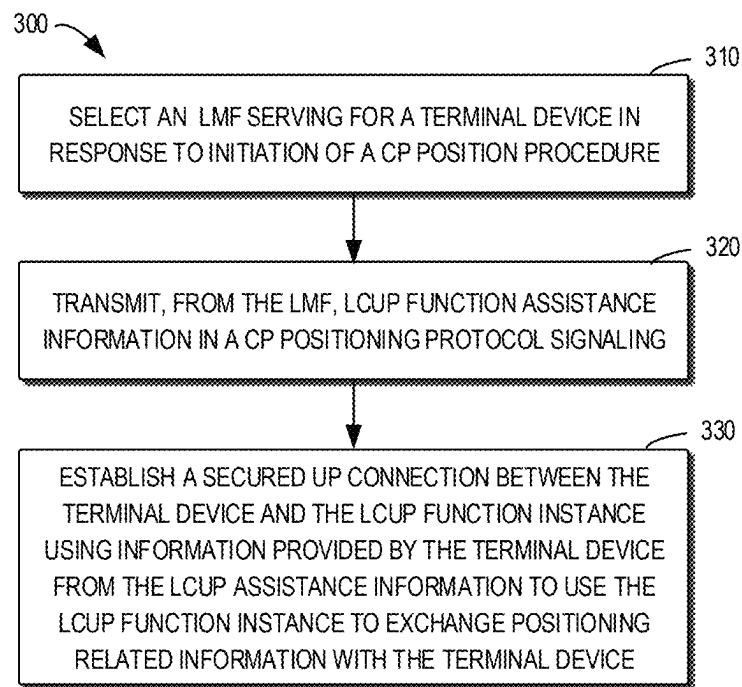 300
310
SELECT AN LMF SERVING FOR A TERMINAL DEVICE IN
RESPONSE TO INITIATION OF A CP POSITION PROCEDURE
320
TRANSMIT, FROM THE LMF, LCUP FUNCTION ASSISTANCE
INFORMATION IN A CP POSITIONING PROTOCOL SIGNALING
330
ESTABLISH A SECURED UP CONNECTION BETWEEN THE
TERMINAL DEVICE AND THE LCUP FUNCTION INSTANCE
USING INFORMATION PROVIDED BY THE TERMINAL DEVICE
FROM THE LCUP ASSISTANCE INFORMATION TO USE THE
LCUP FUNCTION INSTANCE TO EXCHANGE POSITIONING
RELATED INFORMATION WITH THE TERMINAL DEVICE